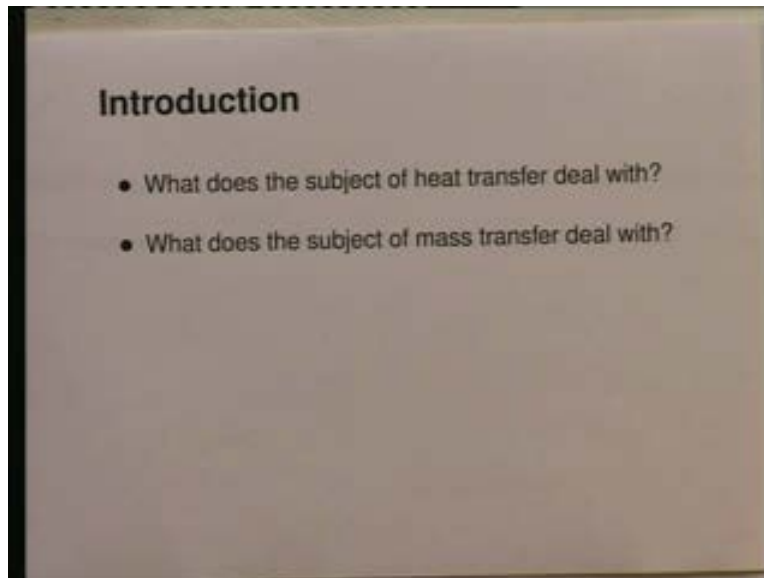 Introduction
• What does the subject of heat transfer deal with?
• What does the subject of mass transfer deal with?